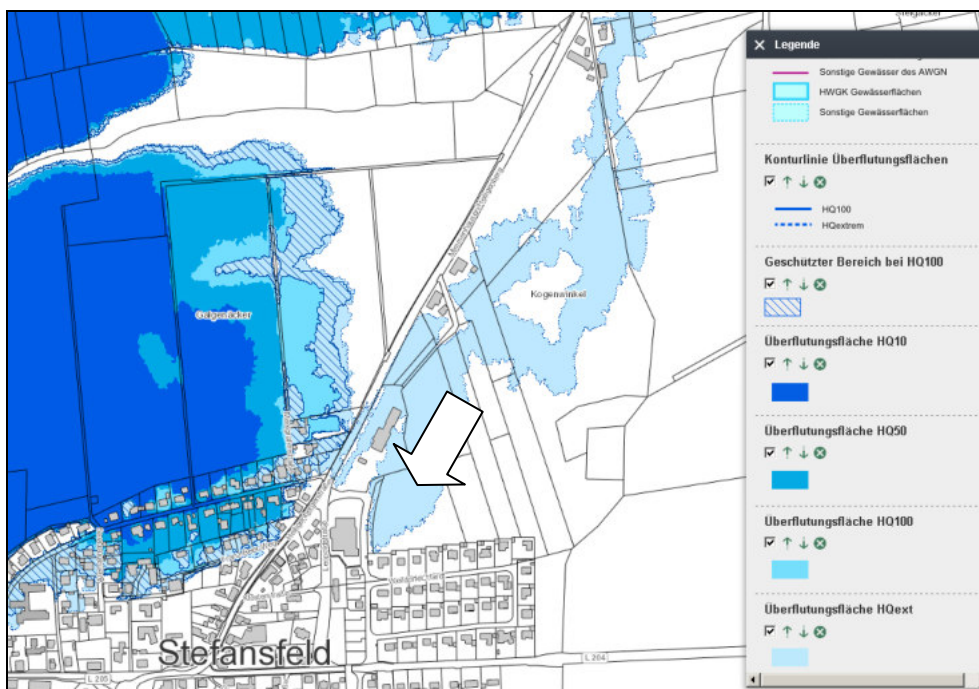 Steigäcker
× Legende
Sonstige Gewässer des AWGN
HWGK Gewässerflächen
Sonstige Gewässerflächen
Konturlinie Überflutungsflächen
HQ100
HQextrem
Geschützter Bereich bei HQ100
Überflutungsfläche HQ10
Überflutungsfläche HQ50
Überflutungsfläche HQ100
Überflutungsfläche HQext
Kogenwinkel
Galgenäcker
Stefansfeld
L 205
L 204